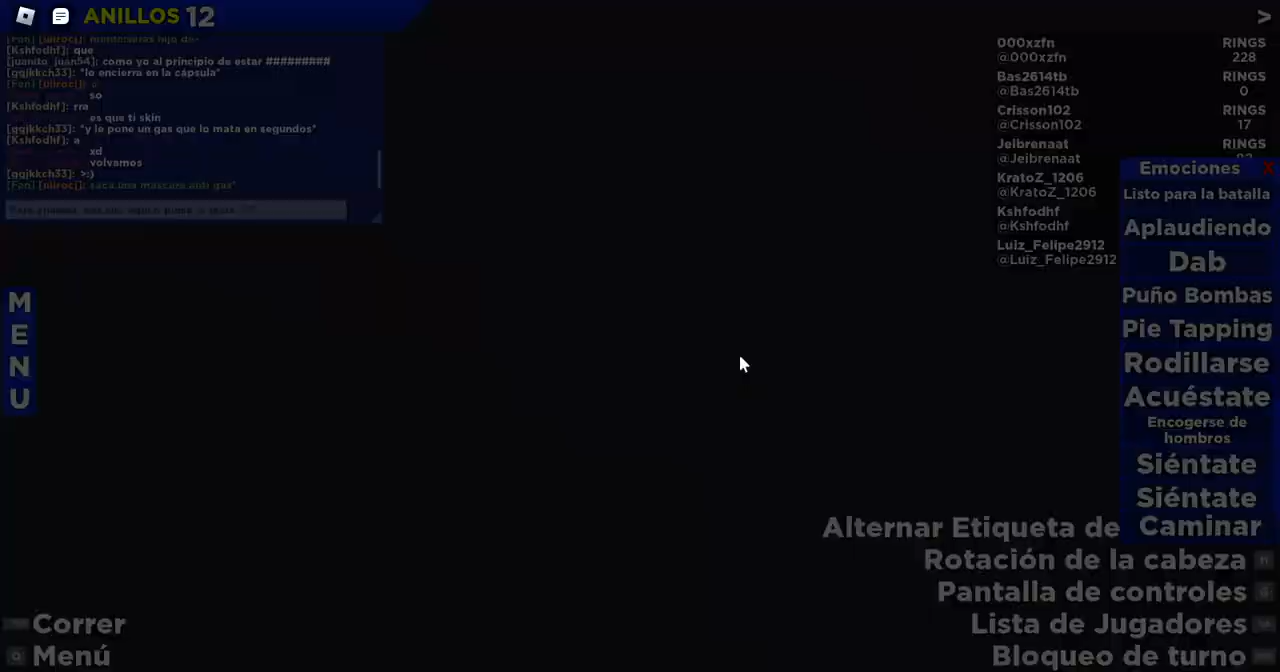 ANILLOS 12
[Kshfodhf]: que
[juanito_juan54]: como yo al principio de estar #########
[gqjkkch33]: "lo encierra en la cápsula"
so
[Kshfodhf]: rra
es que ti skin
[gqjkkch33]: "y le pone un gas que lo mata en segundos"
[Kshfodhf]: a
xd
volvamos
[gqjkkch33]: >:)
M
E
N
U
Correr
Menú
>
000xzfn RINGS
@000xzfn 228
Bas2614tb RINGS
@Bas2614tb 0
Crisson102 RINGS
@Crisson102 17
Jeibrenaat RINGS
@Jeibrenaat
KratoZ_1206
@KratoZ_1206
Kshfodhf
@Kshfodhf
Luiz_Felipe2912
@Luiz_Felipe2912
Emociones X
Listo para la batalla
Aplaudiendo
Dab
Puño Bombas
Pie Tapping
Rodillarse
Acuéstate
Encogerse de
hombros
Siéntate
Siéntate
Caminar
Alternar Etiqueta de
Rotación de la cabeza
Pantalla de controles
Lista de Jugadores
Bloqueo de turno